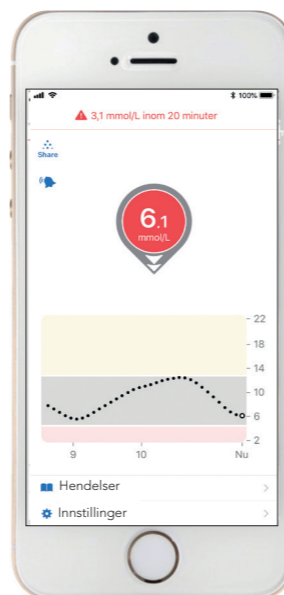 100%
3,1 mmol/L inom 20 minuter
Share
6,1
mmol/L
22
18
14
10
6
2
9 10 Nu
Hendelser
Innstillinger